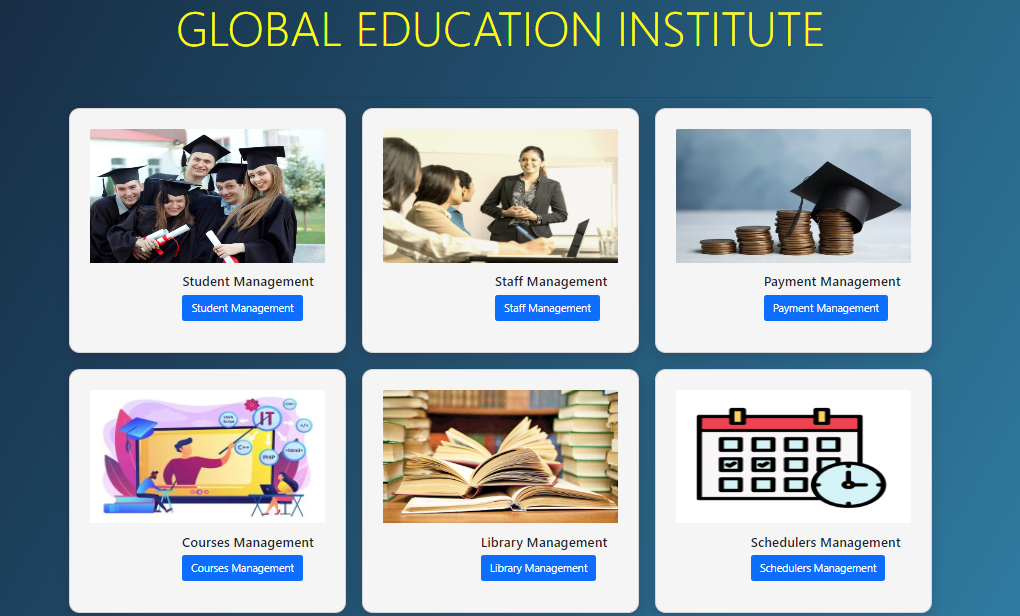 GLOBAL EDUCATION INSTITUTE
Student Management
Student Management
Staff Management
Staff Management
Payment Management
Payment Management
IT
C++
PHP
Courses Management
Courses Management
Library Management
Library Management
Schedulers Management
Schedulers Management